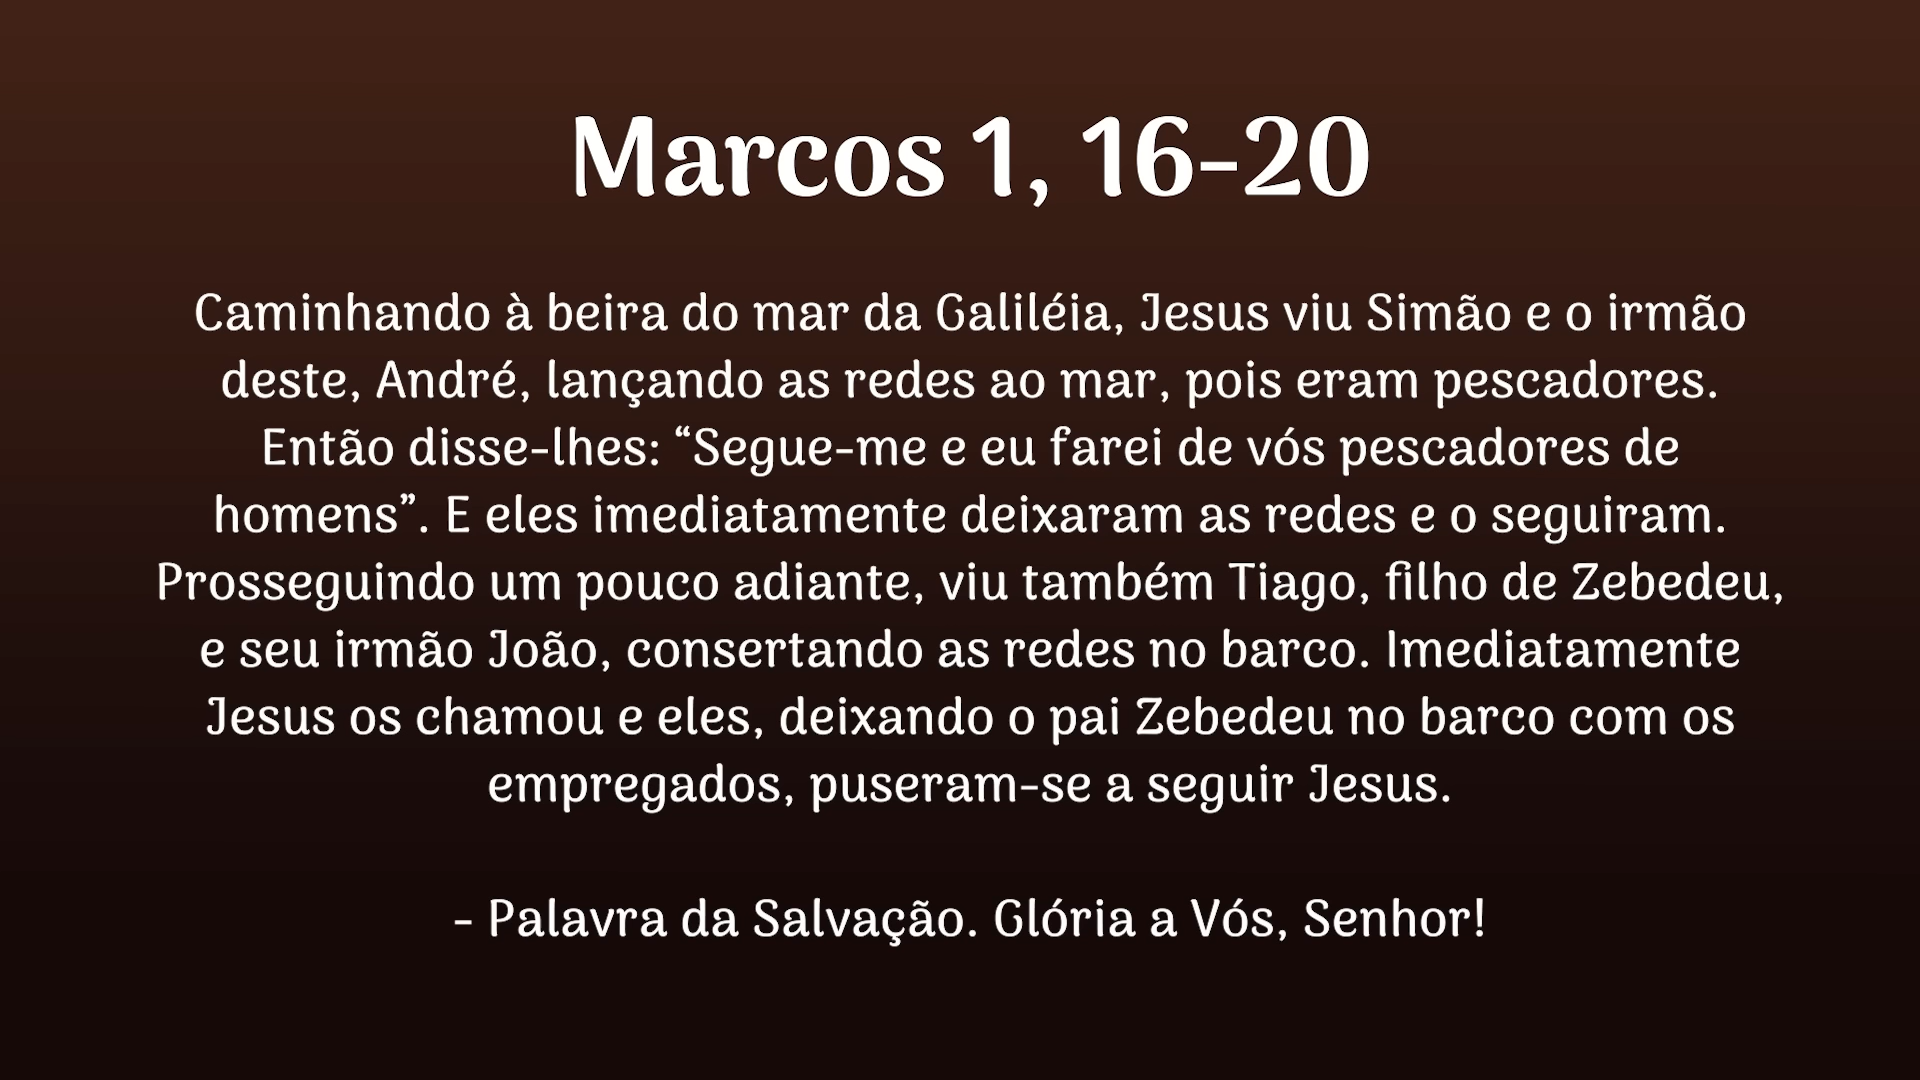 Marcos 1, 16-20
Caminhando à beira do mar da Galiléia, Jesus viu Simão e o irmão
deste, André, lançando as redes ao mar, pois eram pescadores.
Então disse-lhes: “Segue-me e eu farei de vós pescadores de
homens”. E eles imediatamente deixaram as redes e o seguiram.
Prosseguindo um pouco adiante, viu também Tiago, filho de Zebedeu,
e seu irmão João, consertando as redes no barco. Imediatamente
Jesus os chamou e eles, deixando o pai Zebedeu no barco com os
empregados, puseram-se a seguir Jesus.
- Palavra da Salvação. Glória a Vós, Senhor!